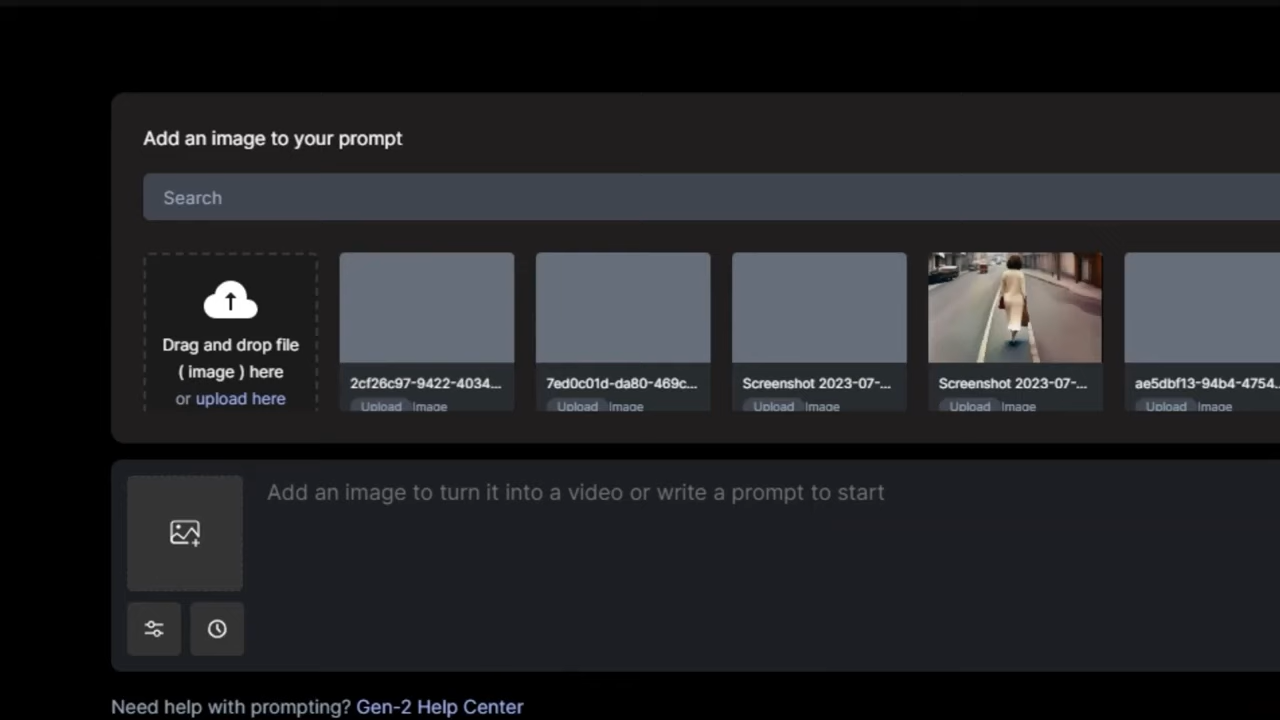 Add an image to your prompt
Search
Drag and drop file
( image ) here
or upload here
2cf26c97-9422-4034...
Upload Image
7ed0c01d-da80-469c...
Upload Image
Screenshot 2023-07-...
Upload Image
Screenshot 2023-07-...
Upload Image
ae5dbf13-94b4-4754...
Upload Image
Add an image to turn it into a video or write a prompt to start
Need help with prompting? Gen-2 Help Center